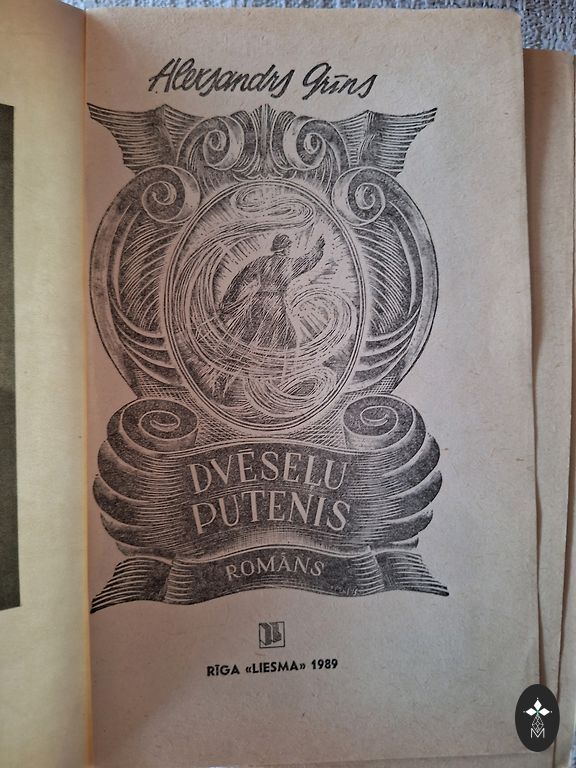 Aleksandrs Grīns
DVĒSEĻU
PUTENIS
ROMĀNS
RĪGA «LIESMA» 1989
M